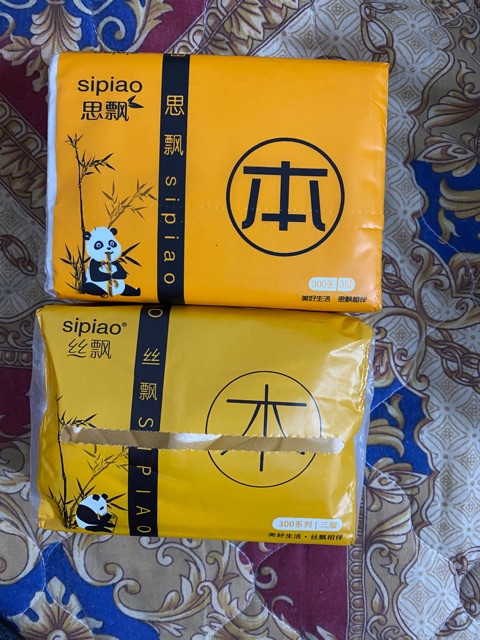 sipiao
思飘
思飘 sipiao
本
300张 3层
美好生活·思飘相伴
sipiao®
丝飘
丝飘 SIPIAO
本
300系列 | 三层
美好生活·丝飘相伴